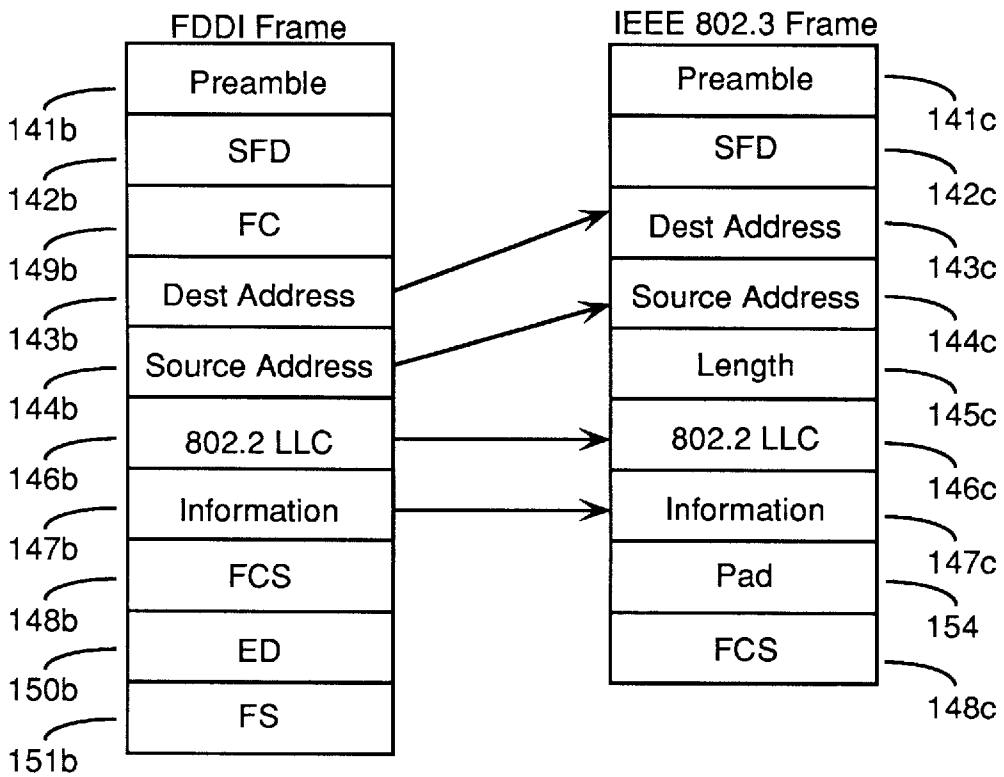 FDDI Frame
Preamble
SFD
FC
Dest Address
Source Address
802.2 LLC
Information
FCS
ED
FS
141b
142b
149b
143b
144b
146b
147b
148b
150b
151b
IEEE 802.3 Frame
Preamble
SFD
Dest Address
Source Address
Length
802.2 LLC
Information
Pad
FCS
141c
142c
143c
144c
145c
146c
147c
154
148c